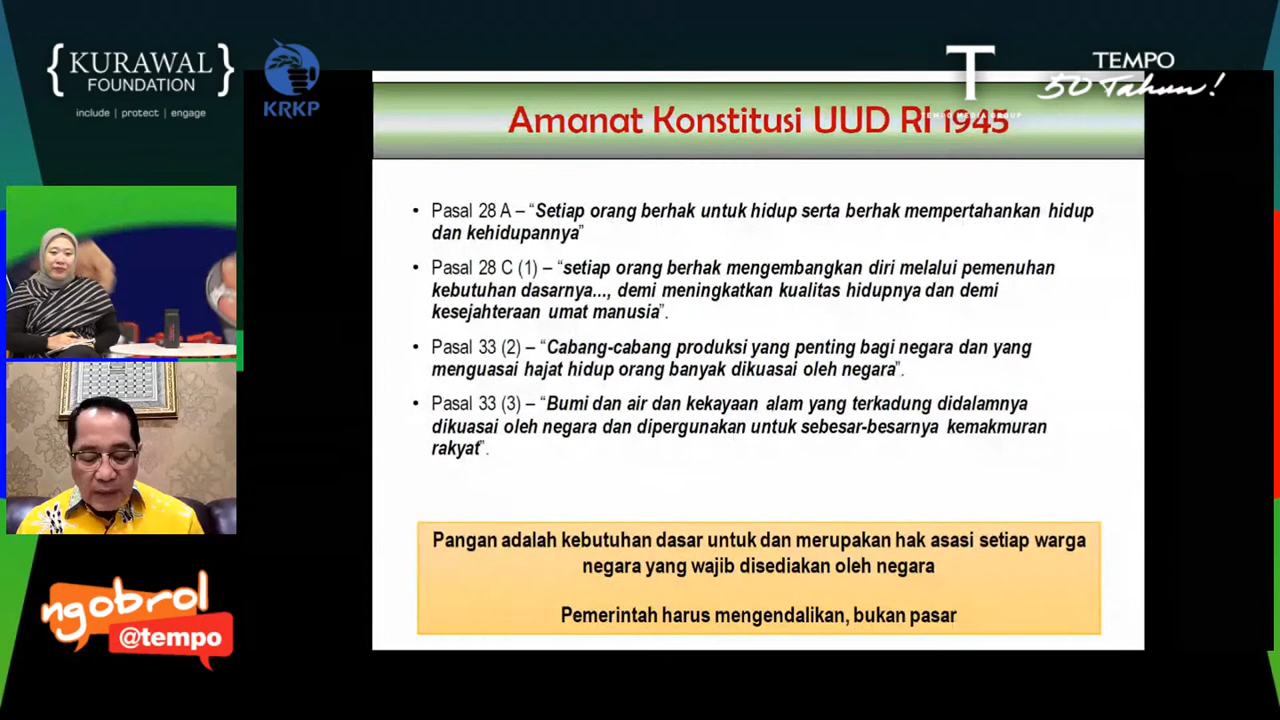 { KURAWAL }
FOUNDATION
include | protect | engage
KRKP
T
TEMPO MEDIA GROUP
TEMPO
50 Tahun!
Amanat Konstitusi UUD RI 1945
• Pasal 28 A – “Setiap orang berhak untuk hidup serta berhak mempertahankan hidup
dan kehidupannya”
• Pasal 28 C (1) – “setiap orang berhak mengembangkan diri melalui pemenuhan
kebutuhan dasarnya..., demi meningkatkan kualitas hidupnya dan demi
kesejahteraan umat manusia”.
• Pasal 33 (2) – “Cabang-cabang produksi yang penting bagi negara dan yang
menguasai hajat hidup orang banyak dikuasai oleh negara”.
• Pasal 33 (3) – “Bumi dan air dan kekayaan alam yang terkadung didalamnya
dikuasai oleh negara dan dipergunakan untuk sebesar-besarnya kemakmuran
rakyat”.
Pangan adalah kebutuhan dasar untuk dan merupakan hak asasi setiap warga
negara yang wajib disediakan oleh negara
Pemerintah harus mengendalikan, bukan pasar
ngobrol
@tempo